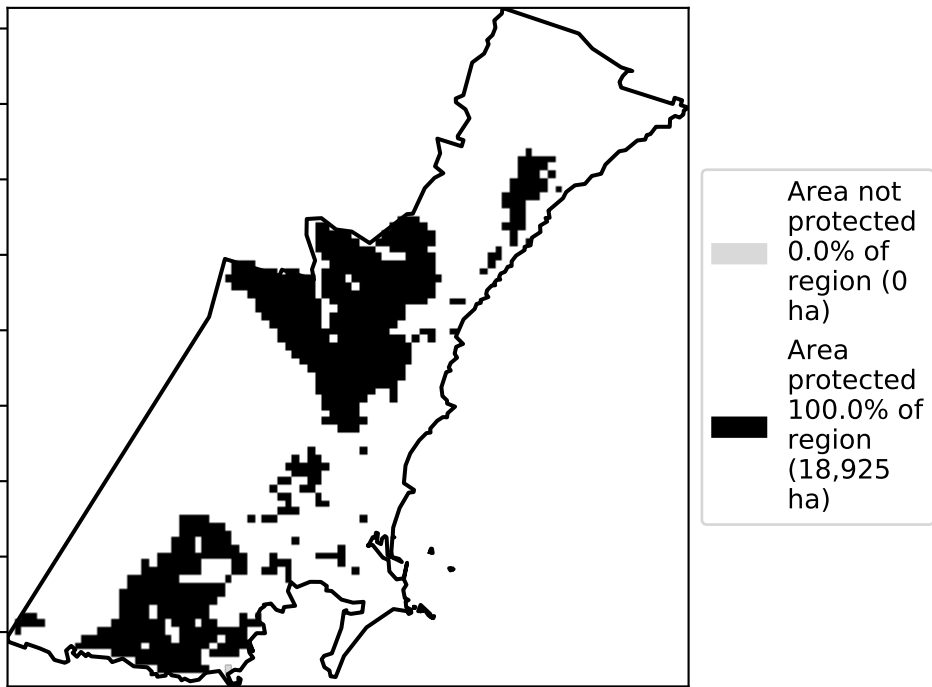 Area not
protected
0.0% of
region (0
ha)
Area
protected
100.0% of
region
(18,925
ha)